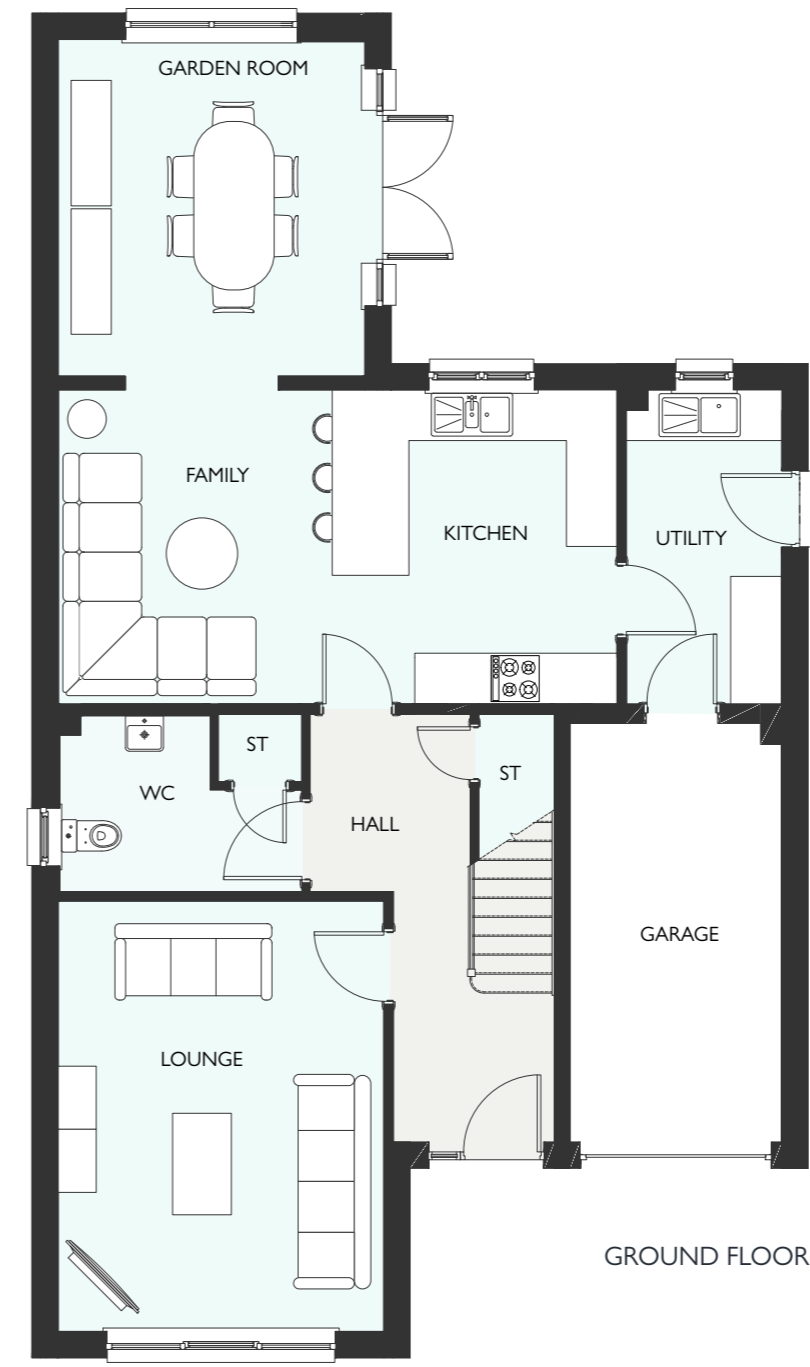 GARDEN ROOM
FAMILY
KITCHEN
UTILITY
ST
ST
WC
HALL
GARAGE
LOUNGE
GROUND FLOOR